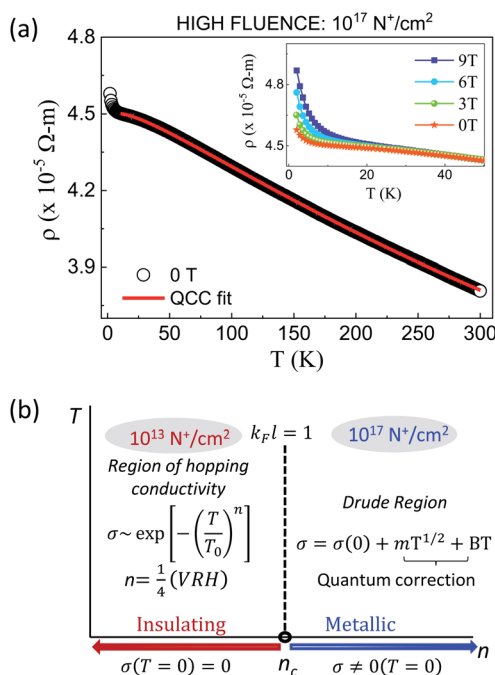 (a)
HIGH FLUENCE: 10¹⁷ N⁺/cm²
4.8
4.5
4.2
3.9
ρ (x 10⁻⁵ Ω-m)
0 T
QCC fit
0 50 100 150 200 250 300
T (K)
4.8
4.5
ρ (x 10⁻⁵ Ω-m)
9T
6T
3T
0T
0 20 40
T (K)
(b)
T
10¹³ N⁺/cm²
k_F l = 1
10¹⁷ N⁺/cm²
Region of hopping
conductivity
σ~ exp[−(T/T₀)ⁿ]
n= 1/4 (VRH)
Drude Region
σ = σ(0) + mT^{1/2} + BT
Quantum correction
Insulating
Metallic
σ(T = 0) = 0
n_c
σ ≠ 0(T = 0)
n